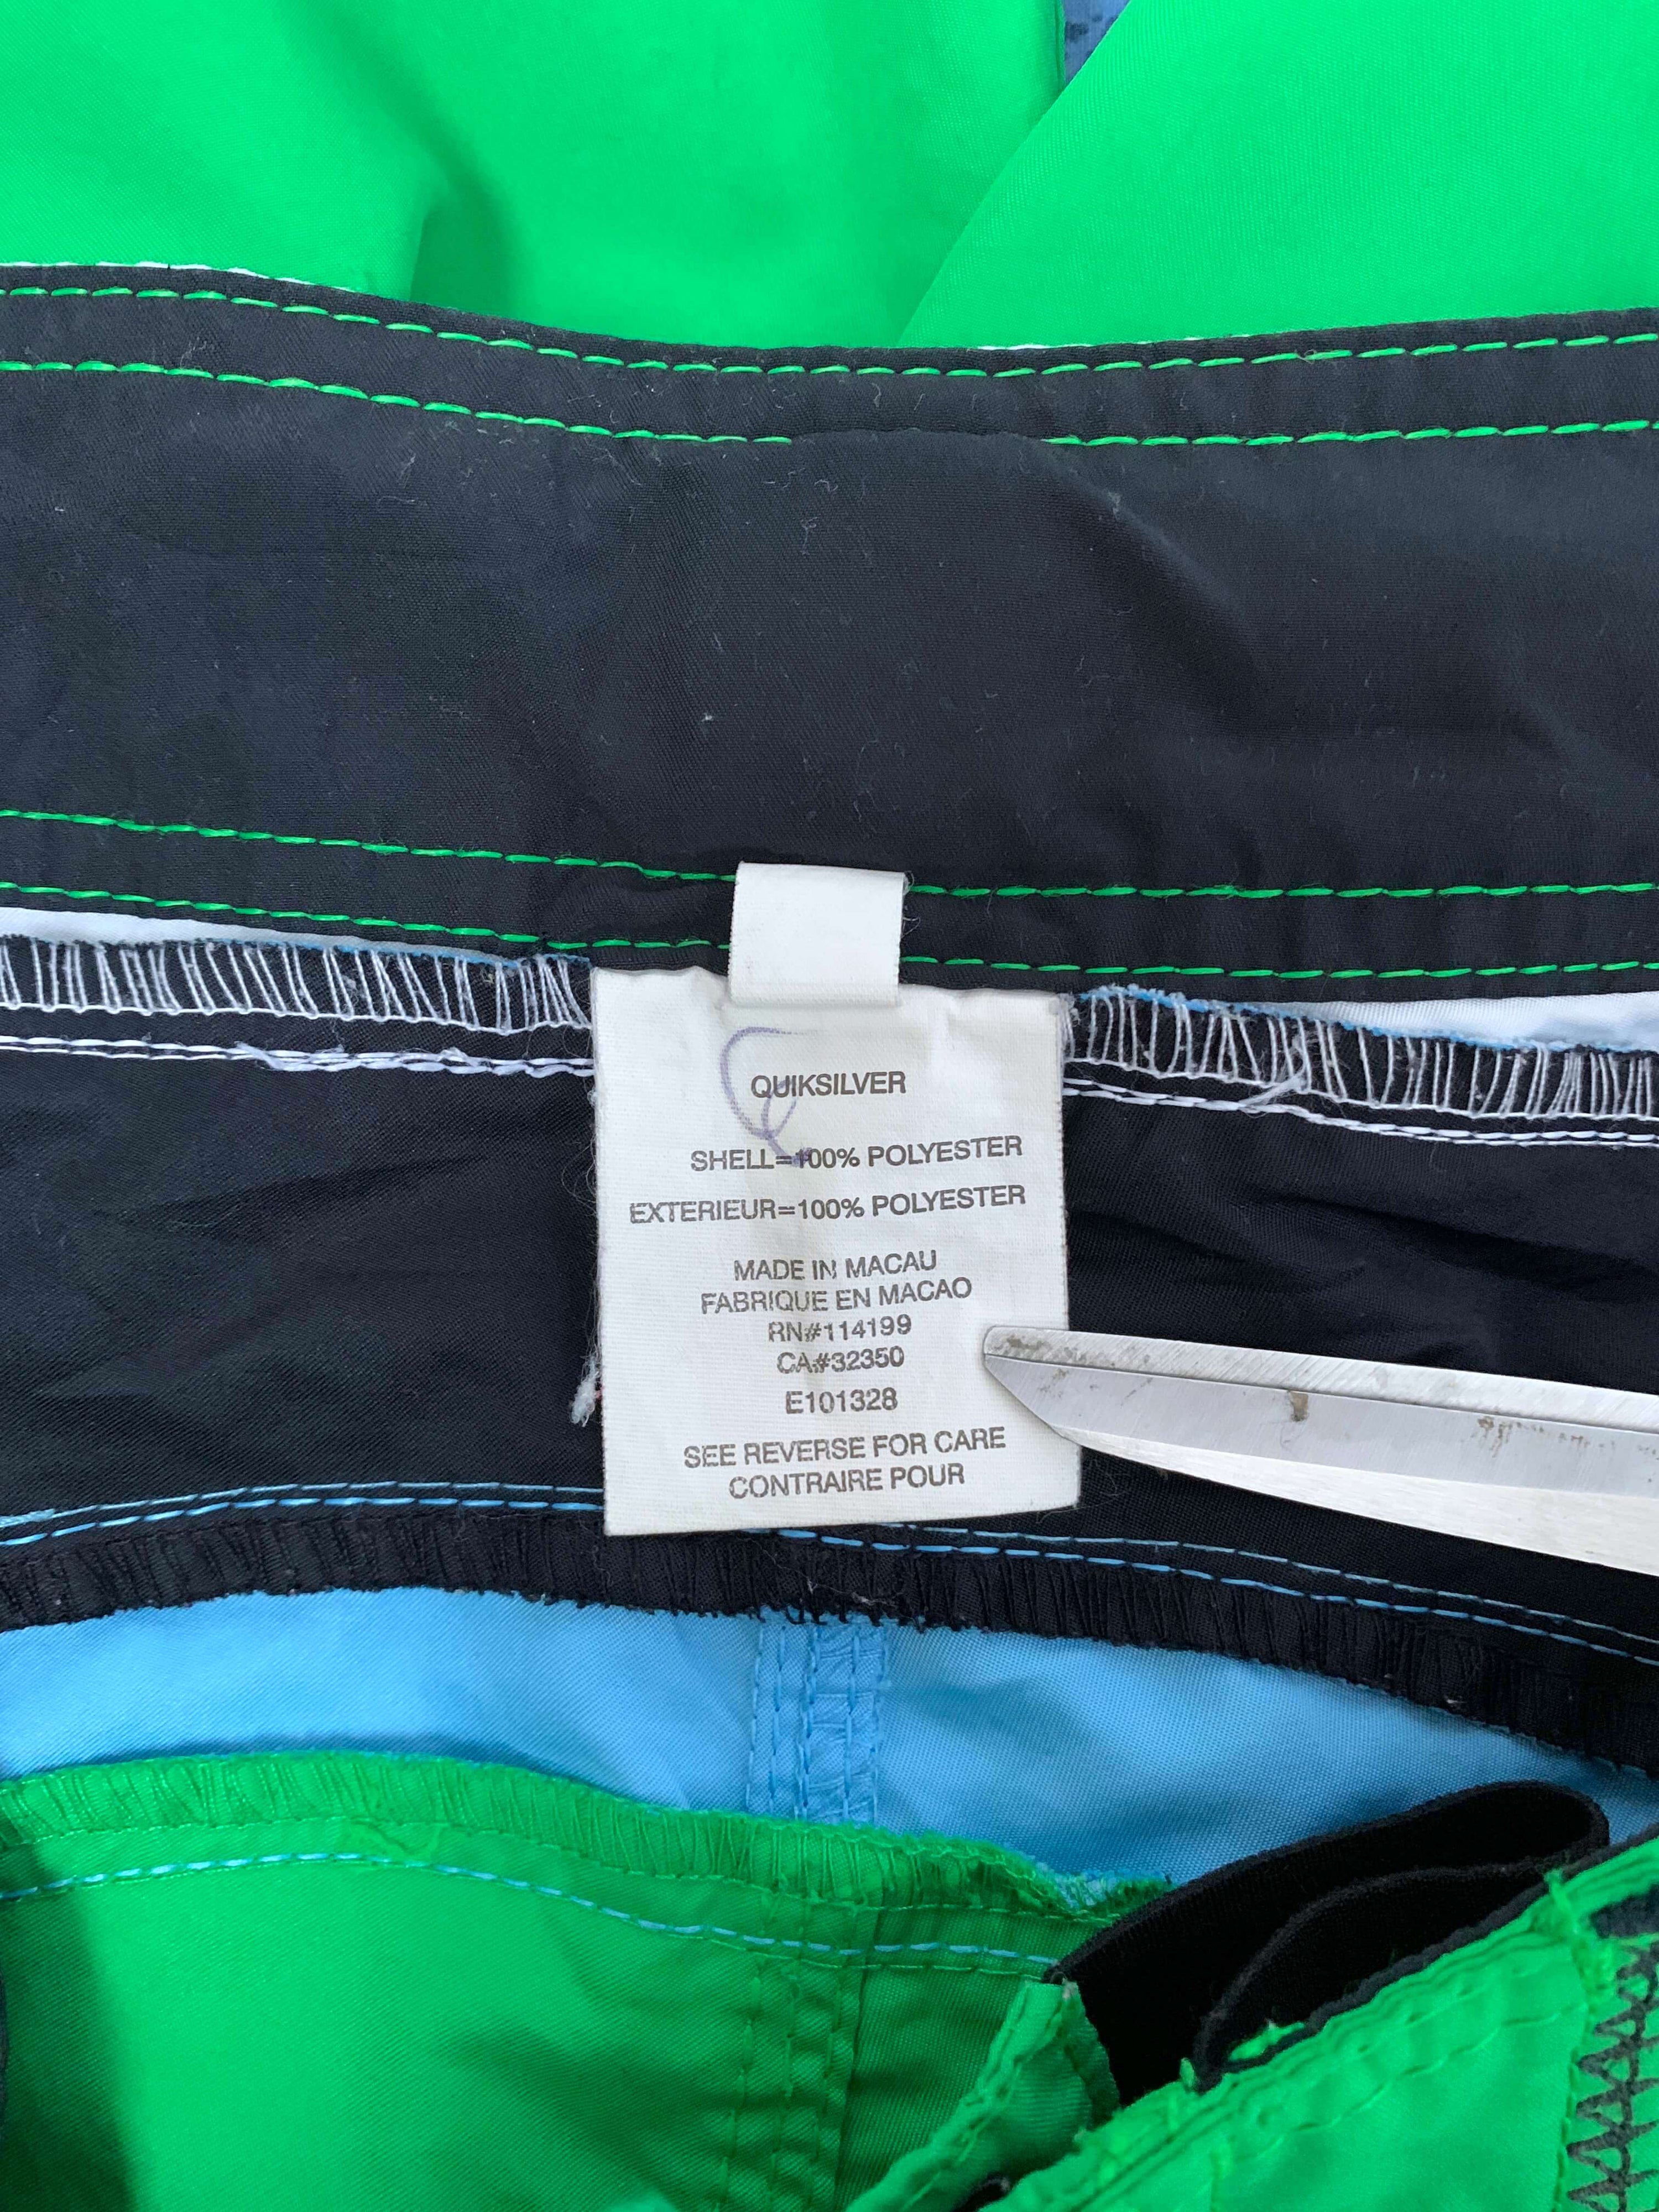 QUIKSILVER
SHELL=100% POLYESTER
EXTERIEUR=100% POLYESTER
MADE IN MACAU
FABRIQUE EN MACAO
RN#114199
CA#32350
E101328
SEE REVERSE FOR CARE
CONTRAIRE POUR